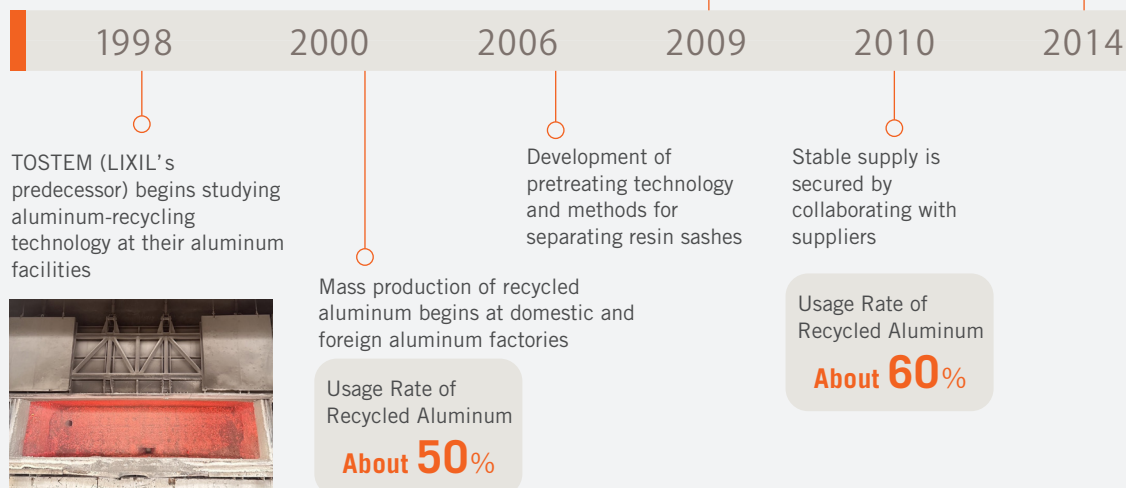 1998 2000 2006 2009 2010 2014
TOSTEM (LIXIL's
predecessor) begins studying
aluminum-recycling
technology at their aluminum
facilities
Mass production of recycled
aluminum begins at domestic and
foreign aluminum factories
Usage Rate of
Recycled Aluminum
About 50%
Development of
pretreating technology
and methods for
separating resin sashes
Stable supply is
secured by
collaborating with
suppliers
Usage Rate of
Recycled Aluminum
About 60%